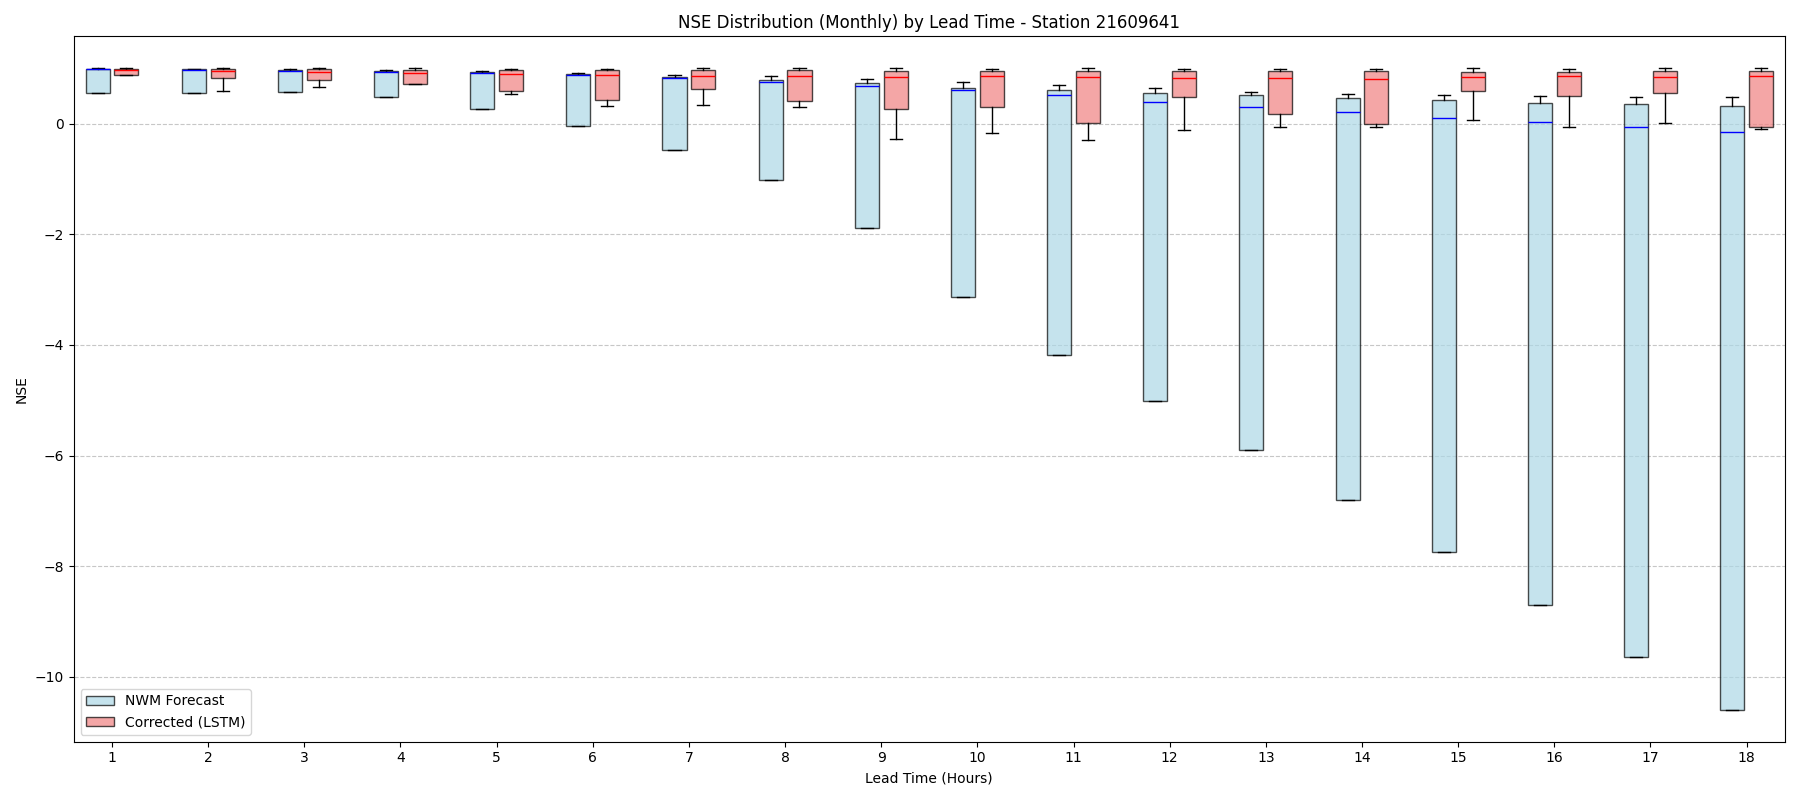 NSE Distribution (Monthly) by Lead Time - Station 21609641
NSE
0
−2
−4
−6
−8
−10
NWM Forecast
Corrected (LSTM)
1 2 3 4 5 6 7 8 9 10 11 12 13 14 15 16 17 18
Lead Time (Hours)